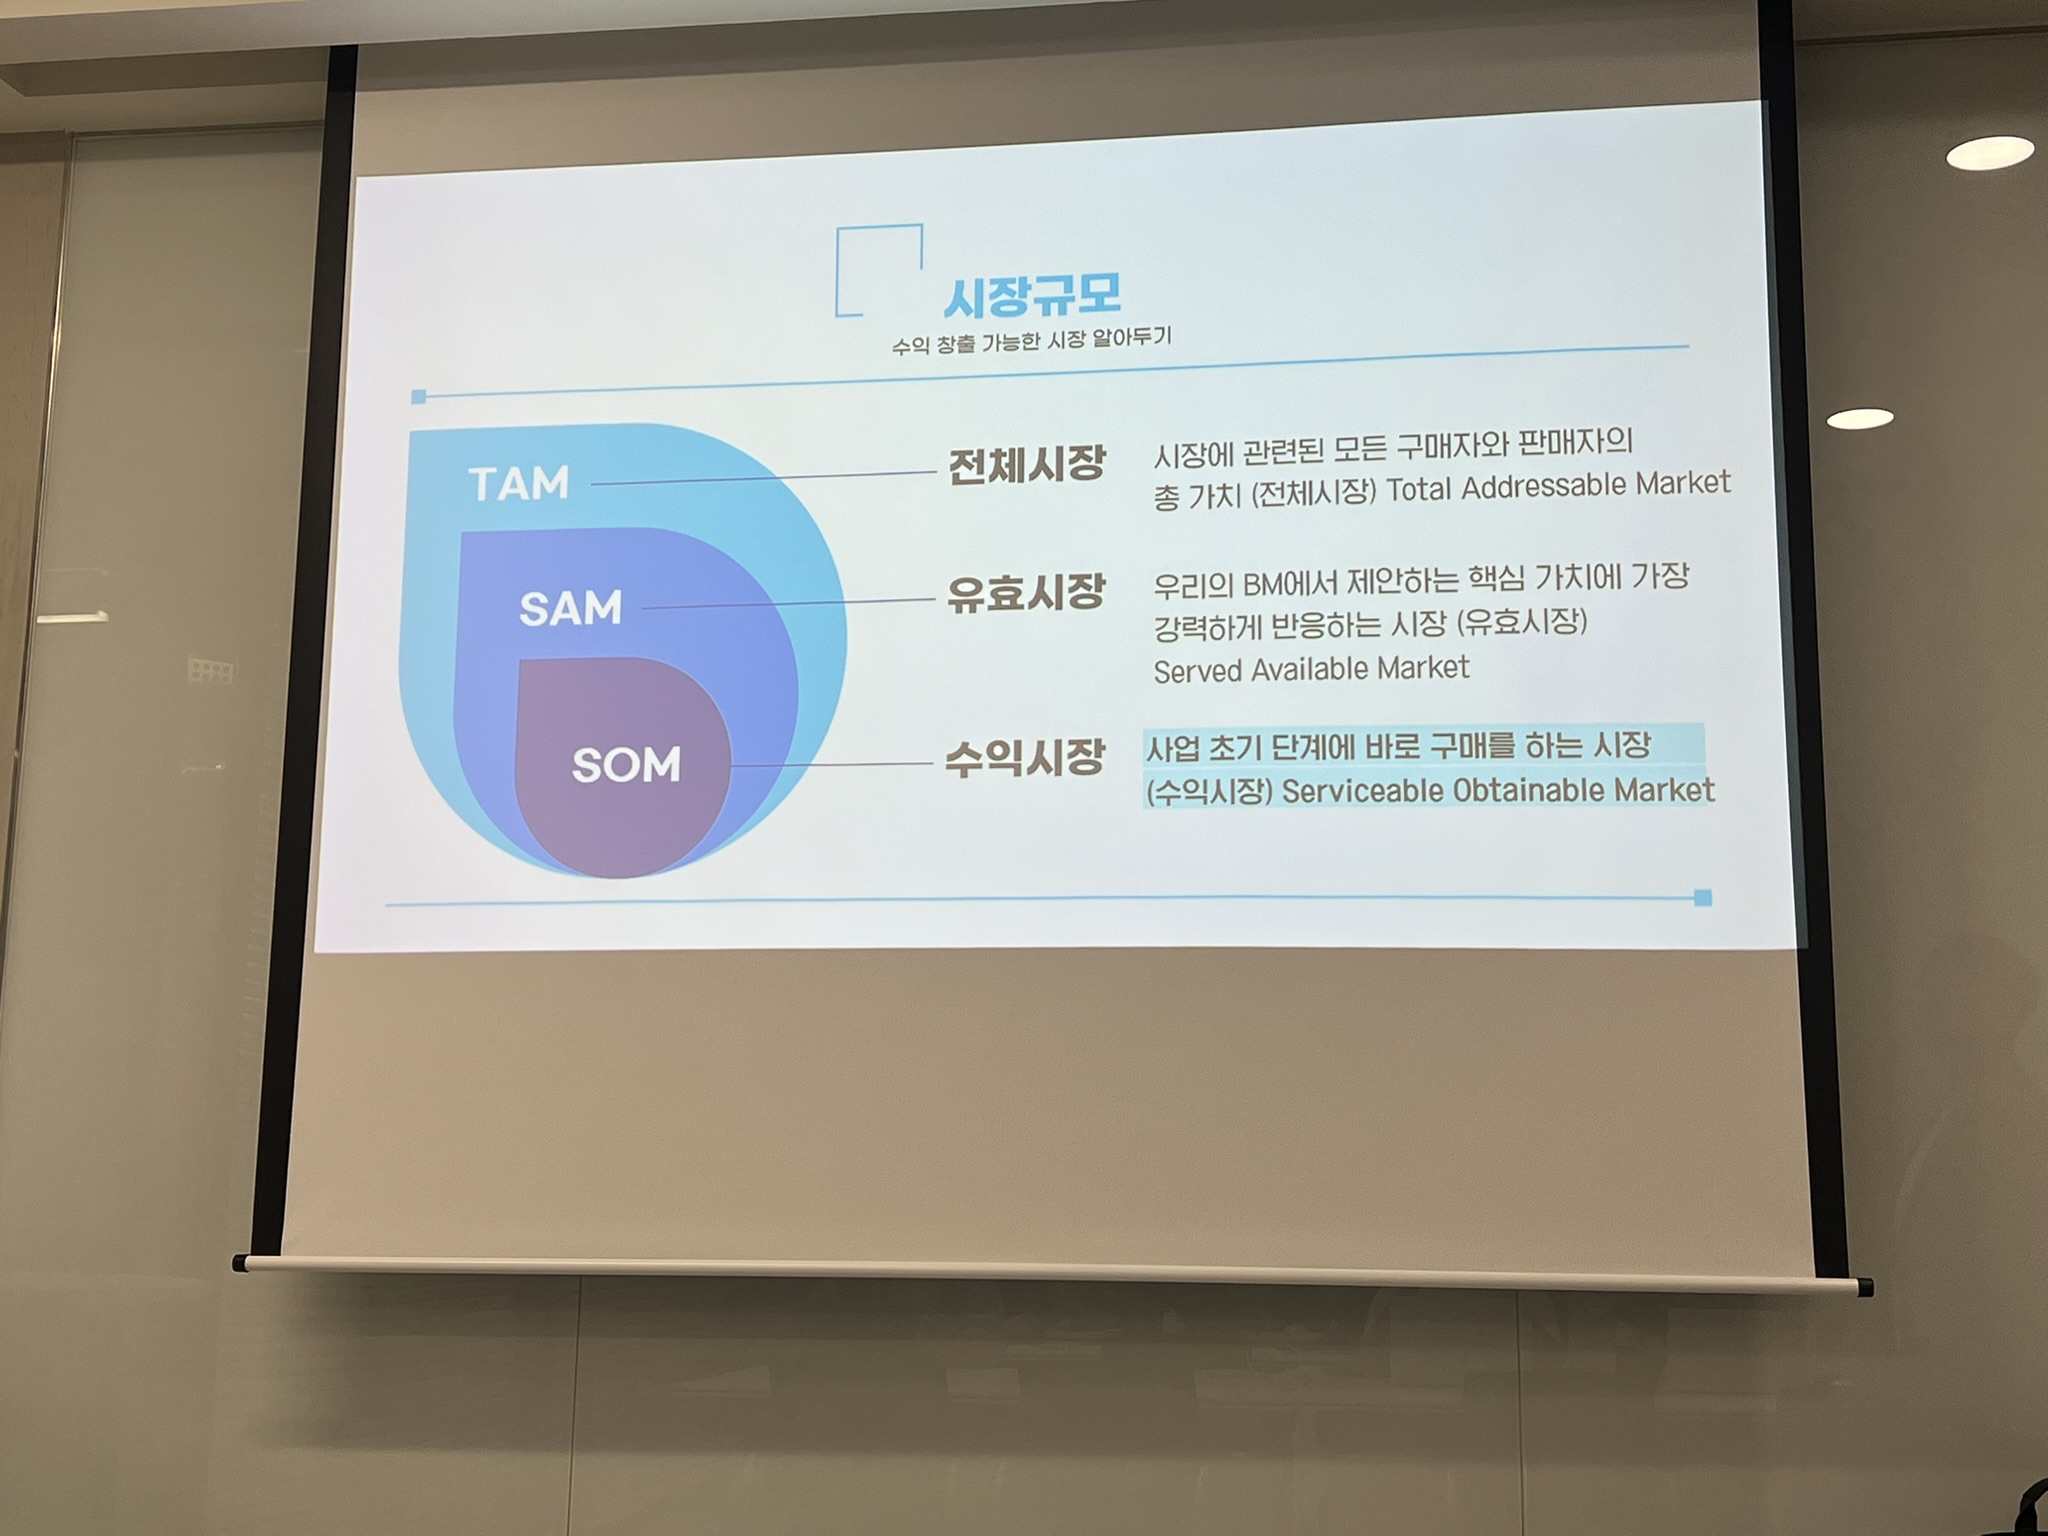 시장규모
수익 창출 가능한 시장 알아두기
TAM
전체시장
시장에 관련된 모든 구매자와 판매자의
총 가치 (전체시장) Total Addressable Market
SAM
유효시장
우리의 BM에서 제안하는 핵심 가치에 가장
강력하게 반응하는 시장 (유효시장)
Served Available Market
SOM
수익시장
사업 초기 단계에 바로 구매를 하는 시장
(수익시장) Serviceable Obtainable Market